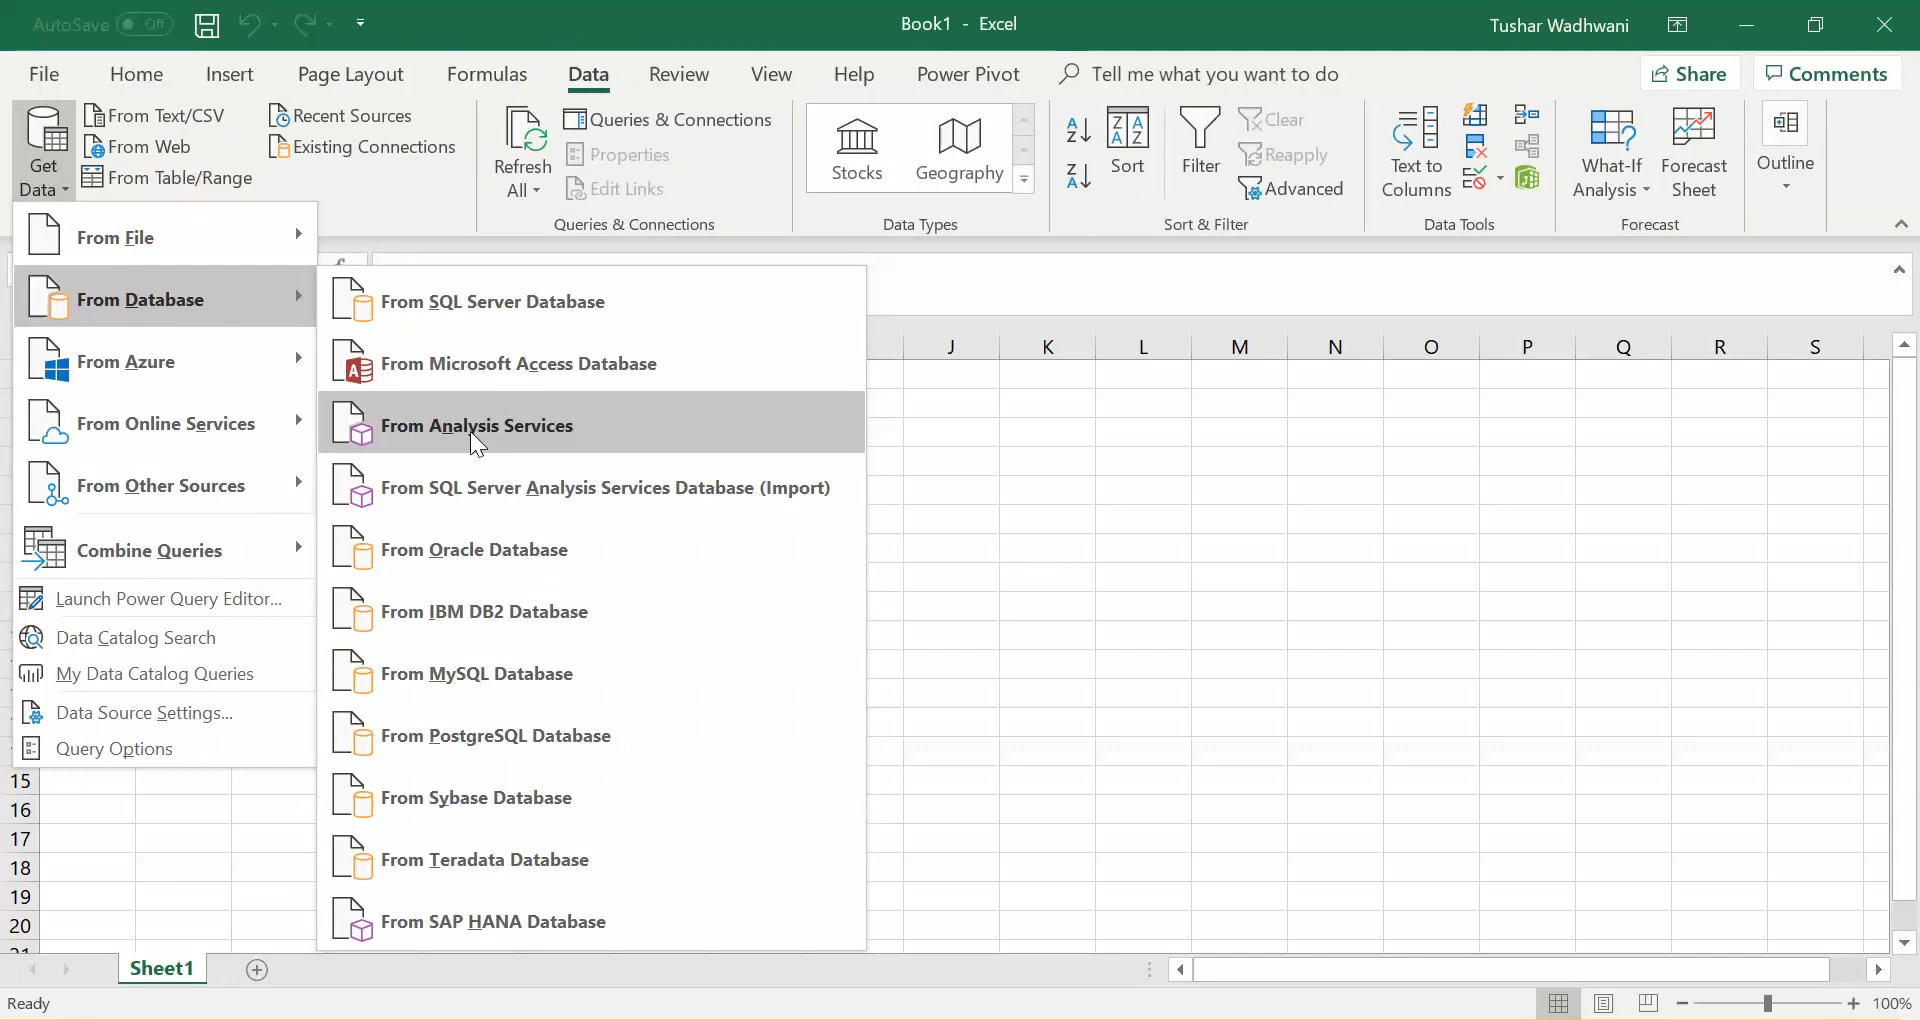 AutoSave Off
Book1 - Excel
Tushar Wadhwani
File Home Insert Page Layout Formulas Data Review View Help Power Pivot Tell me what you want to do Share Comments
Get Data
From Text/CSV
From Web
From Table/Range
Recent Sources
Existing Connections
Refresh All
Queries & Connections
Properties
Edit Links
Queries & Connections
Stocks
Geography
Data Types
Sort
Filter
Clear
Reapply
Advanced
Sort & Filter
Text to Columns
Data Tools
What-If Analysis
Forecast Sheet
Forecast
Outline
From File
From Database
From Azure
From Online Services
From Other Sources
Combine Queries
Launch Power Query Editor...
Data Catalog Search
My Data Catalog Queries
Data Source Settings...
Query Options
From SQL Server Database
From Microsoft Access Database
From Analysis Services
From SQL Server Analysis Services Database (Import)
From Oracle Database
From IBM DB2 Database
From MySQL Database
From PostgreSQL Database
From Sybase Database
From Teradata Database
From SAP HANA Database
J K L M N O P Q R S
15
16
17
18
19
20
Sheet1
Ready
100%